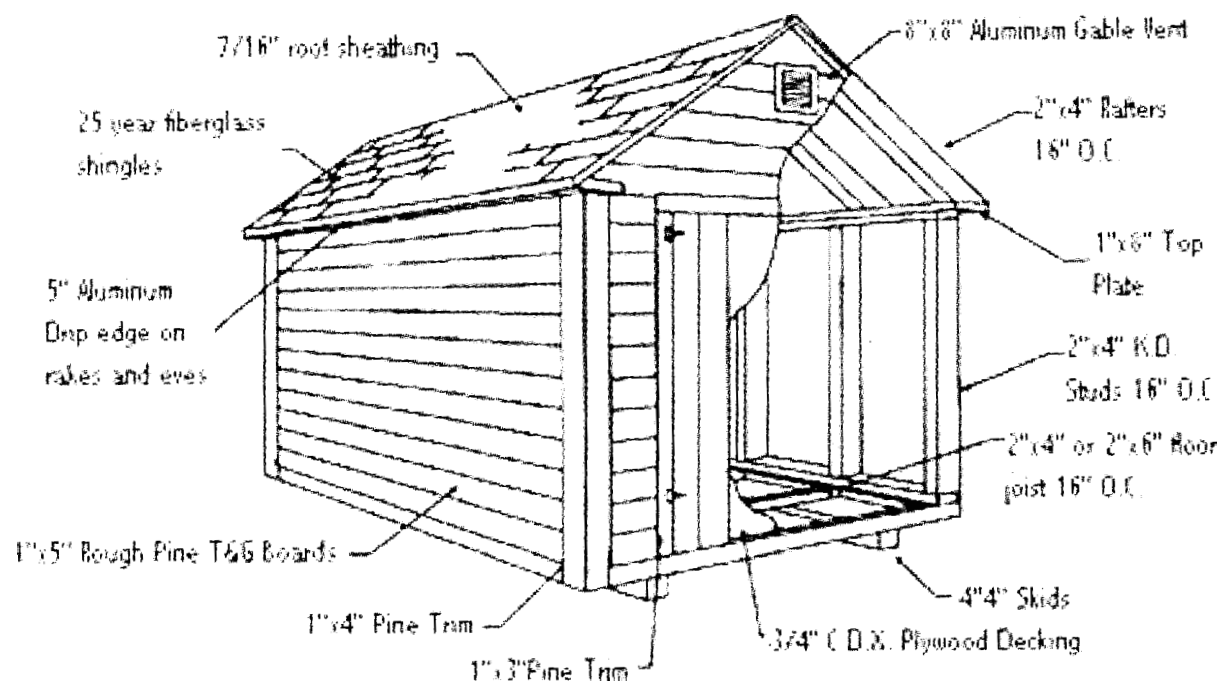 7/16" roof sheathing
8"x8" Aluminum Gable Vent
25 year fiberglass
shingles
2"x4" Rafters
16" O.C.
1"x6" Top
Plate
5" Aluminum
Drip edge on
rakes and eves
2"x4" K.D.
Studs 16" O.C
2"x4" or 2"x6" floor
joist 16" O.C.
1"x5" Rough Pine T&G Boards
4"4" Skids
1"x4" Pine Trim
3/4" C.D.X. Plywood Decking
1"x3"Pine Trim